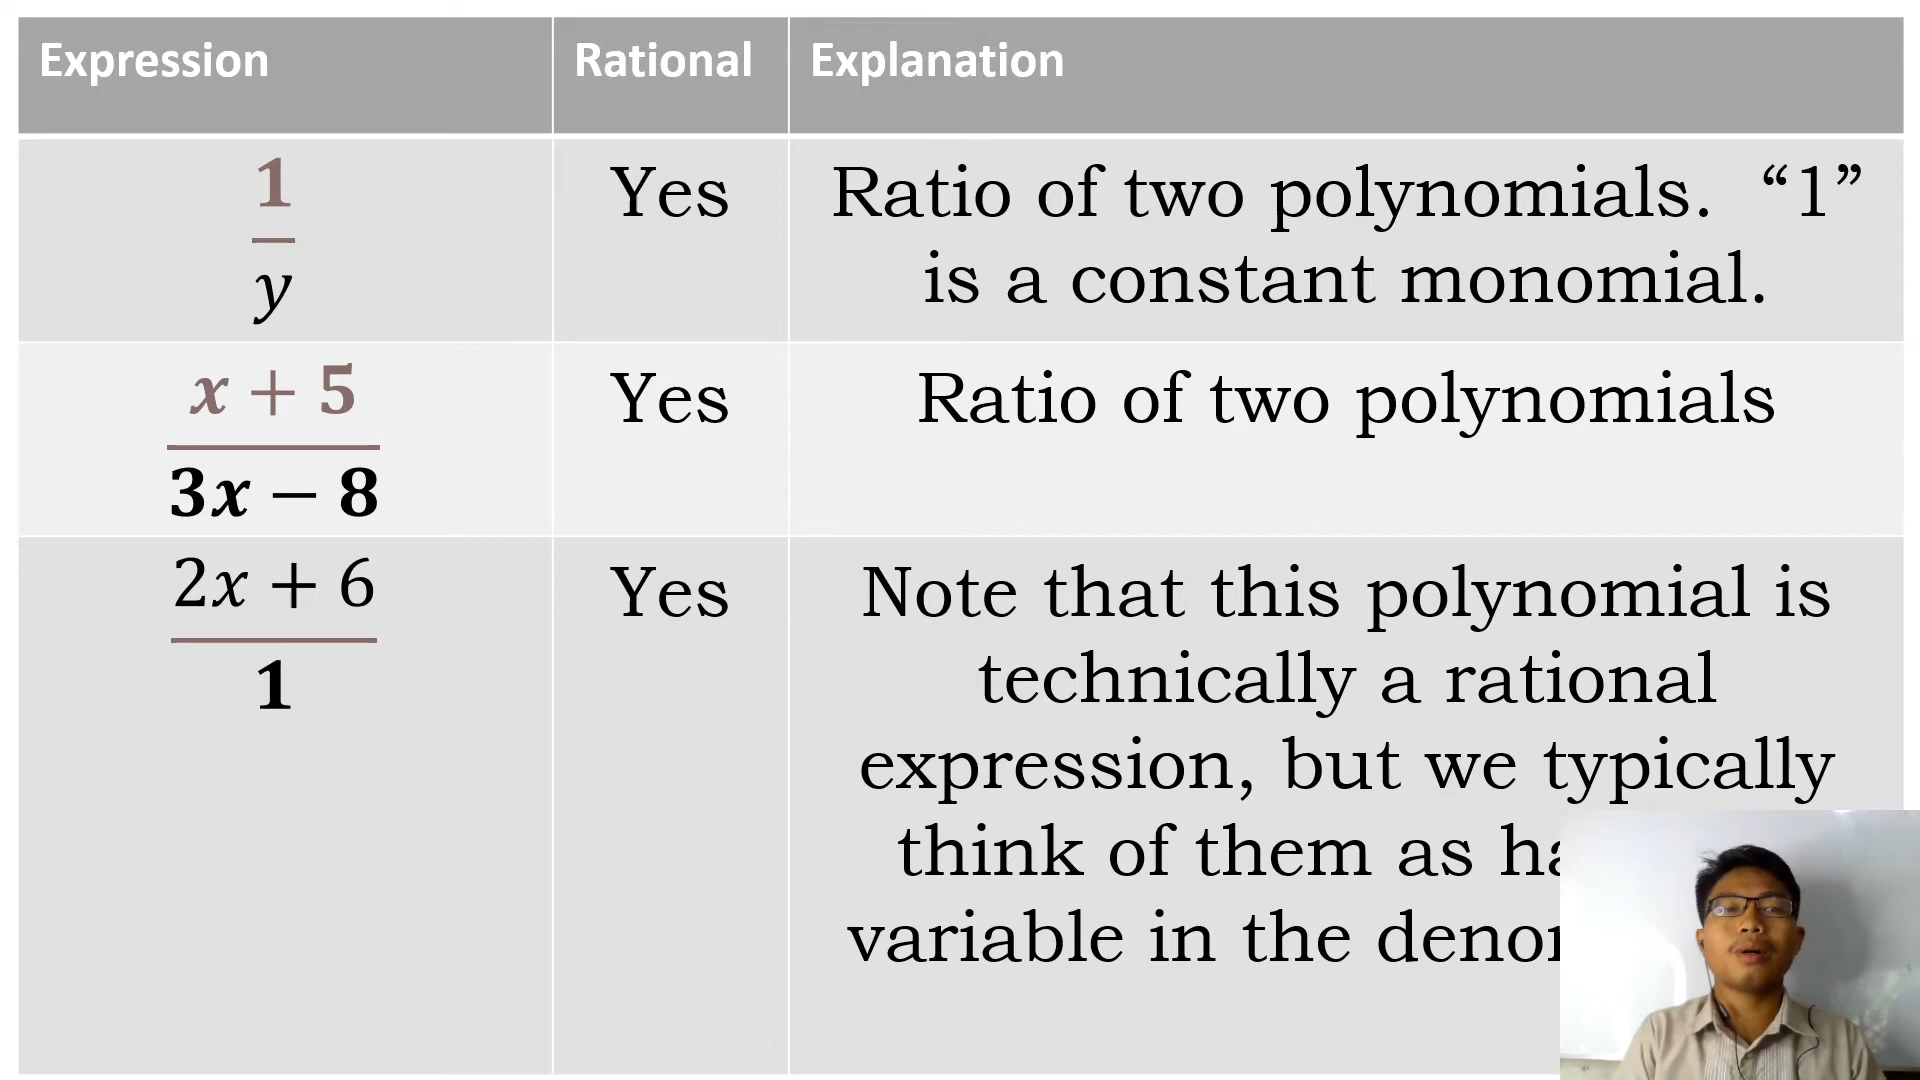 Expression Rational Explanation
1
y
Yes
Ratio of two polynomials. “1”
is a constant monomial.
x + 5
3x − 8
Yes
Ratio of two polynomials
2x + 6
1
Yes
Note that this polynomial is
technically a rational
expression, but we typically
think of them as
variable in the